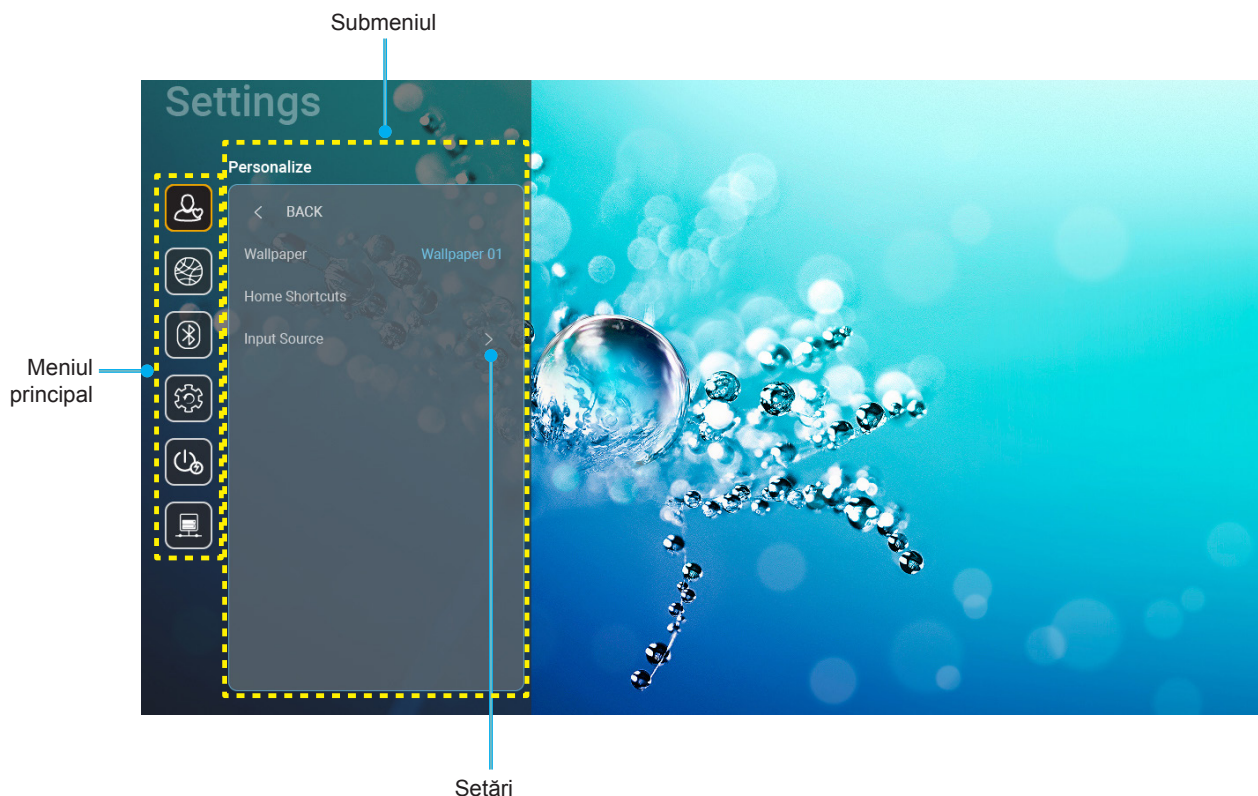 Submeniul
Settings
Personalize
BACK
Wallpaper Wallpaper 01
Home Shortcuts
Input Source
Meniul
principal
Setări